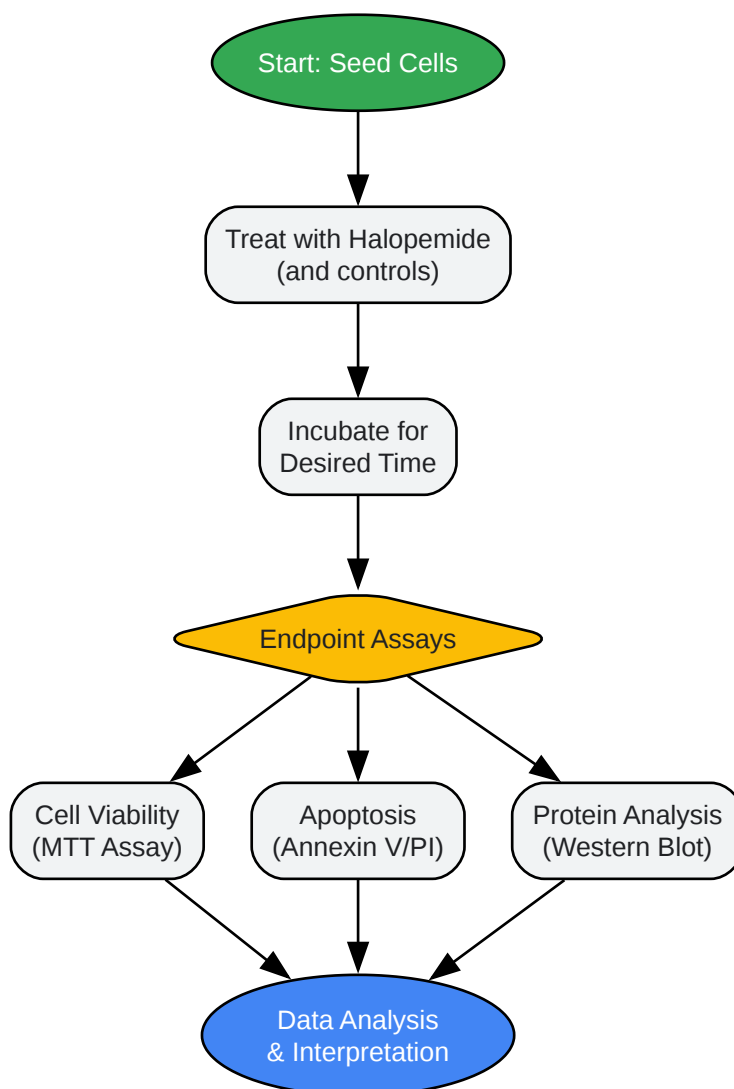 Start: Seed Cells
Treat with Halopemide
(and controls)
Incubate for
Desired Time
Endpoint Assays
Cell Viability
(MTT Assay)
Apoptosis
(Annexin V/PI)
Protein Analysis
(Western Blot)
Data Analysis
& Interpretation